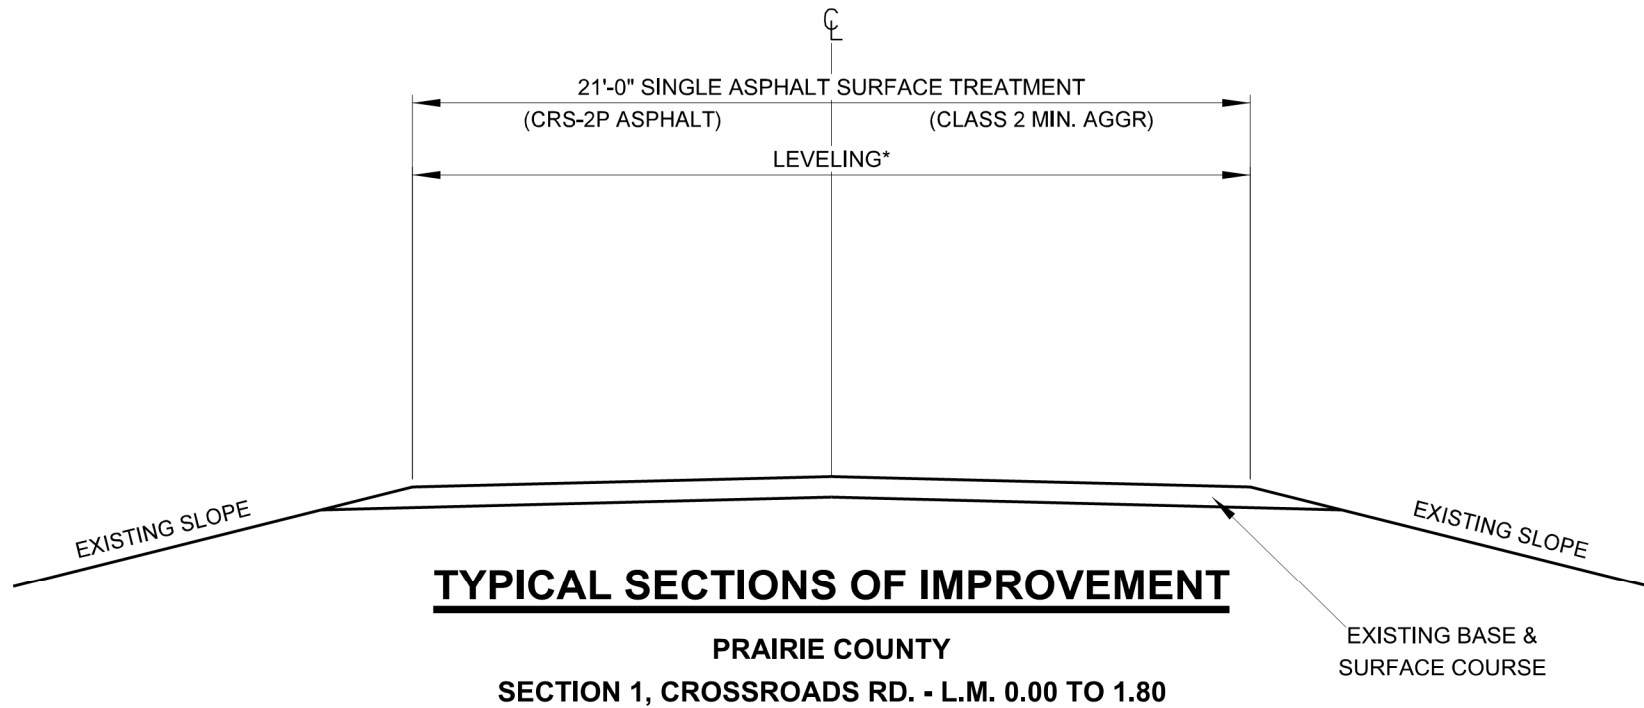 CL
21'-0" SINGLE ASPHALT SURFACE TREATMENT
(CRS-2P ASPHALT) (CLASS 2 MIN. AGGR)
LEVELING*
EXISTING SLOPE
EXISTING SLOPE
TYPICAL SECTIONS OF IMPROVEMENT
EXISTING BASE &
SURFACE COURSE
PRAIRIE COUNTY
SECTION 1, CROSSROADS RD. - L.M. 0.00 TO 1.80